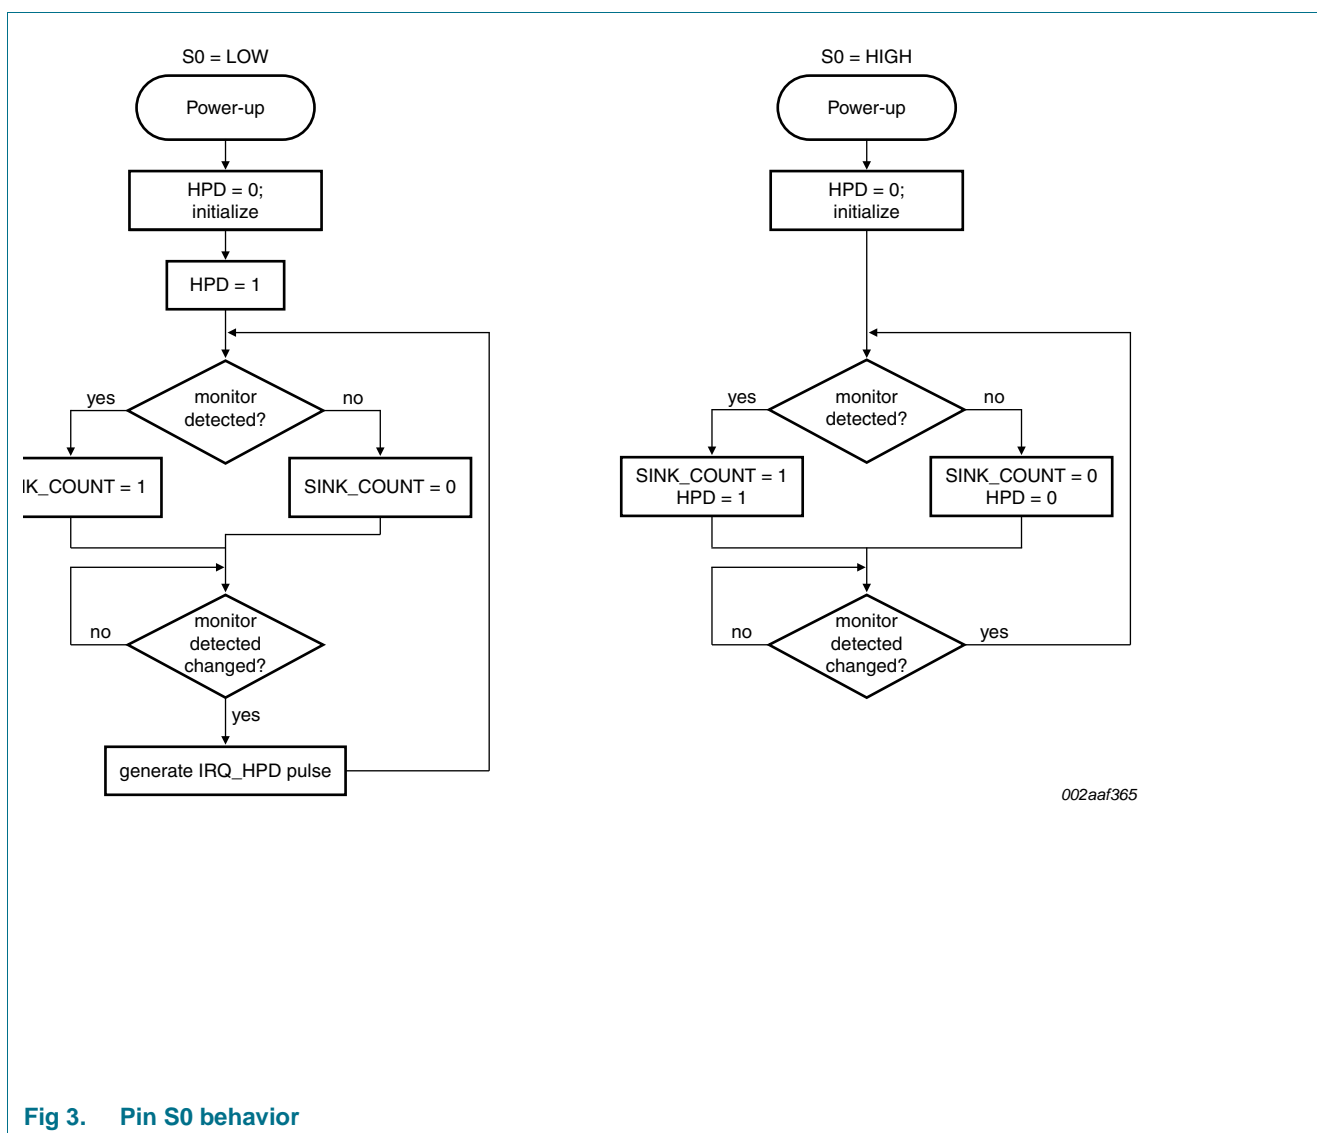 S0 = LOW
Power-up
HPD = 0;
initialize
HPD = 1
monitor
detected?
yes
no
IK_COUNT = 1
SINK_COUNT = 0
monitor
detected
changed?
no
yes
generate IRQ_HPD pulse
S0 = HIGH
Power-up
HPD = 0;
initialize
monitor
detected?
yes
no
SINK_COUNT = 1
HPD = 1
SINK_COUNT = 0
HPD = 0
monitor
detected
changed?
no
yes
002aaf365
Fig 3. Pin S0 behavior